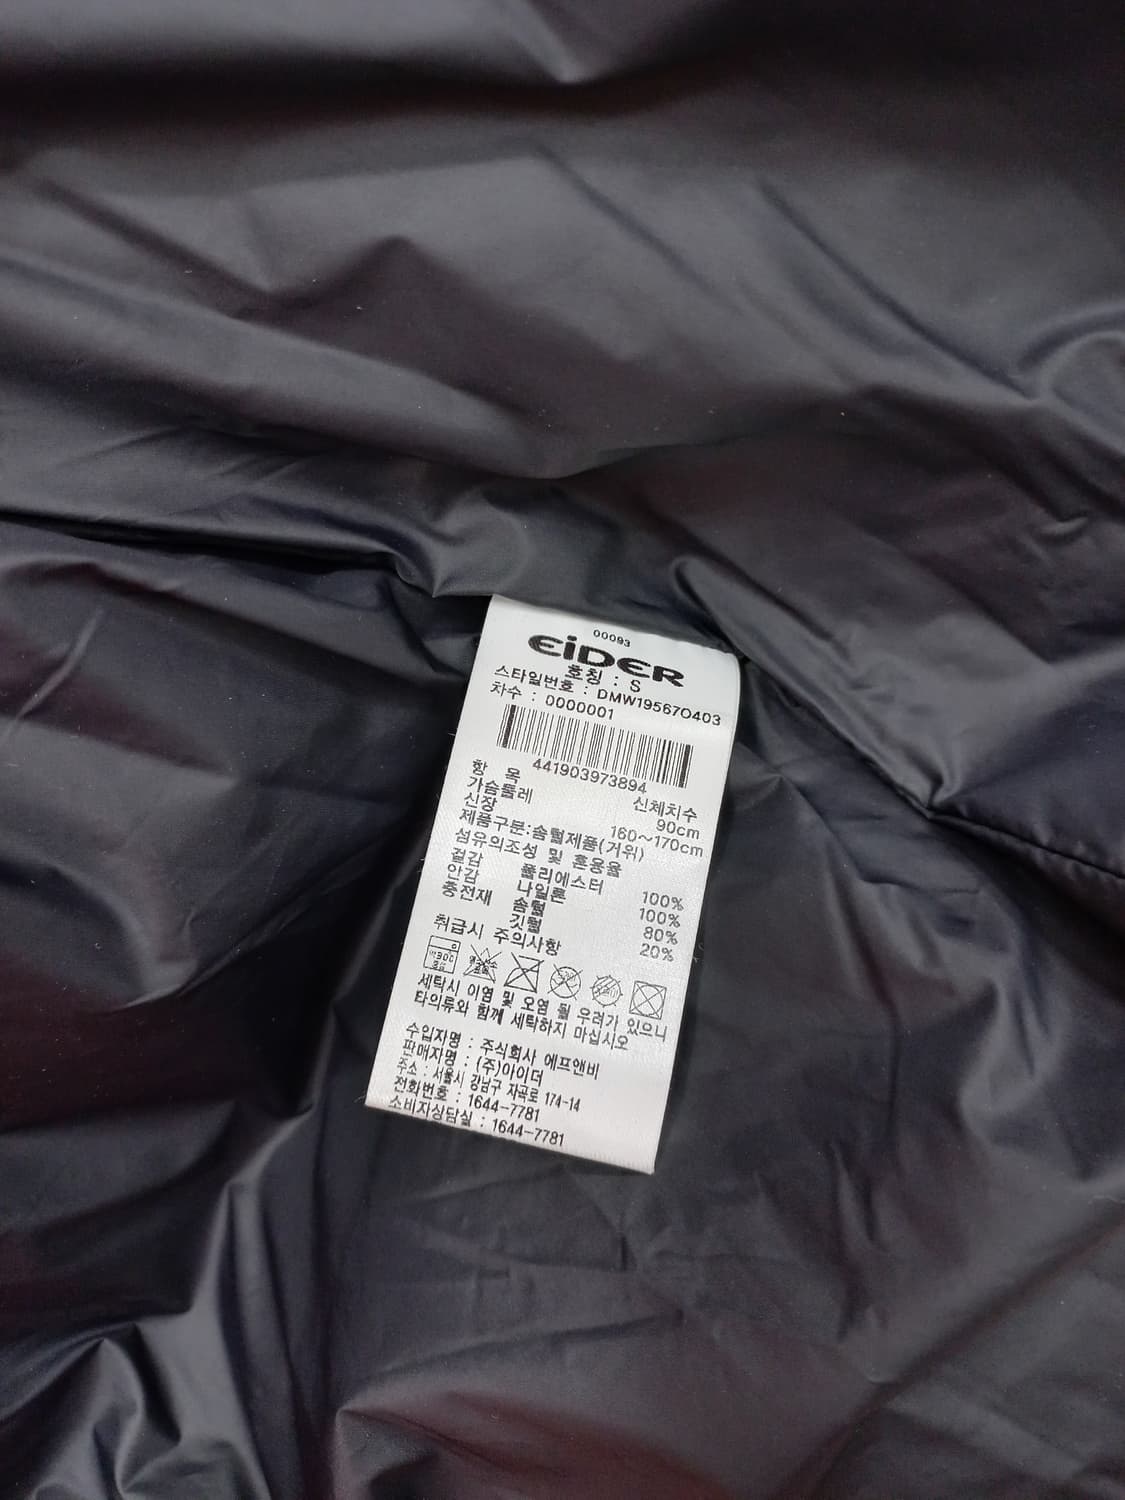 00093
EiDER
호칭 : S
스타일번호 : DMW19567O403
차수 : 0000001
441903973894
항 목 신체치수
가슴둘레 90cm
신장 160~170cm
제품구분:솜털제품(거위)
섬유의조성 및 혼용율
겉감 폴리에스터 100%
안감 나일론 100%
충전재 솜털 80%
깃털 20%
취급시 주의사항
세탁시 이염 및 오염 될 우려가 있으니
타의류와 함께 세탁하지 마십시오
수입자명 : 주식회사 에프앤비
판매자명 : (주)아이더
주소 : 서울시 강남구 자곡로 174-14
전화번호 : 1644-7781
소비자상담실 : 1644-7781